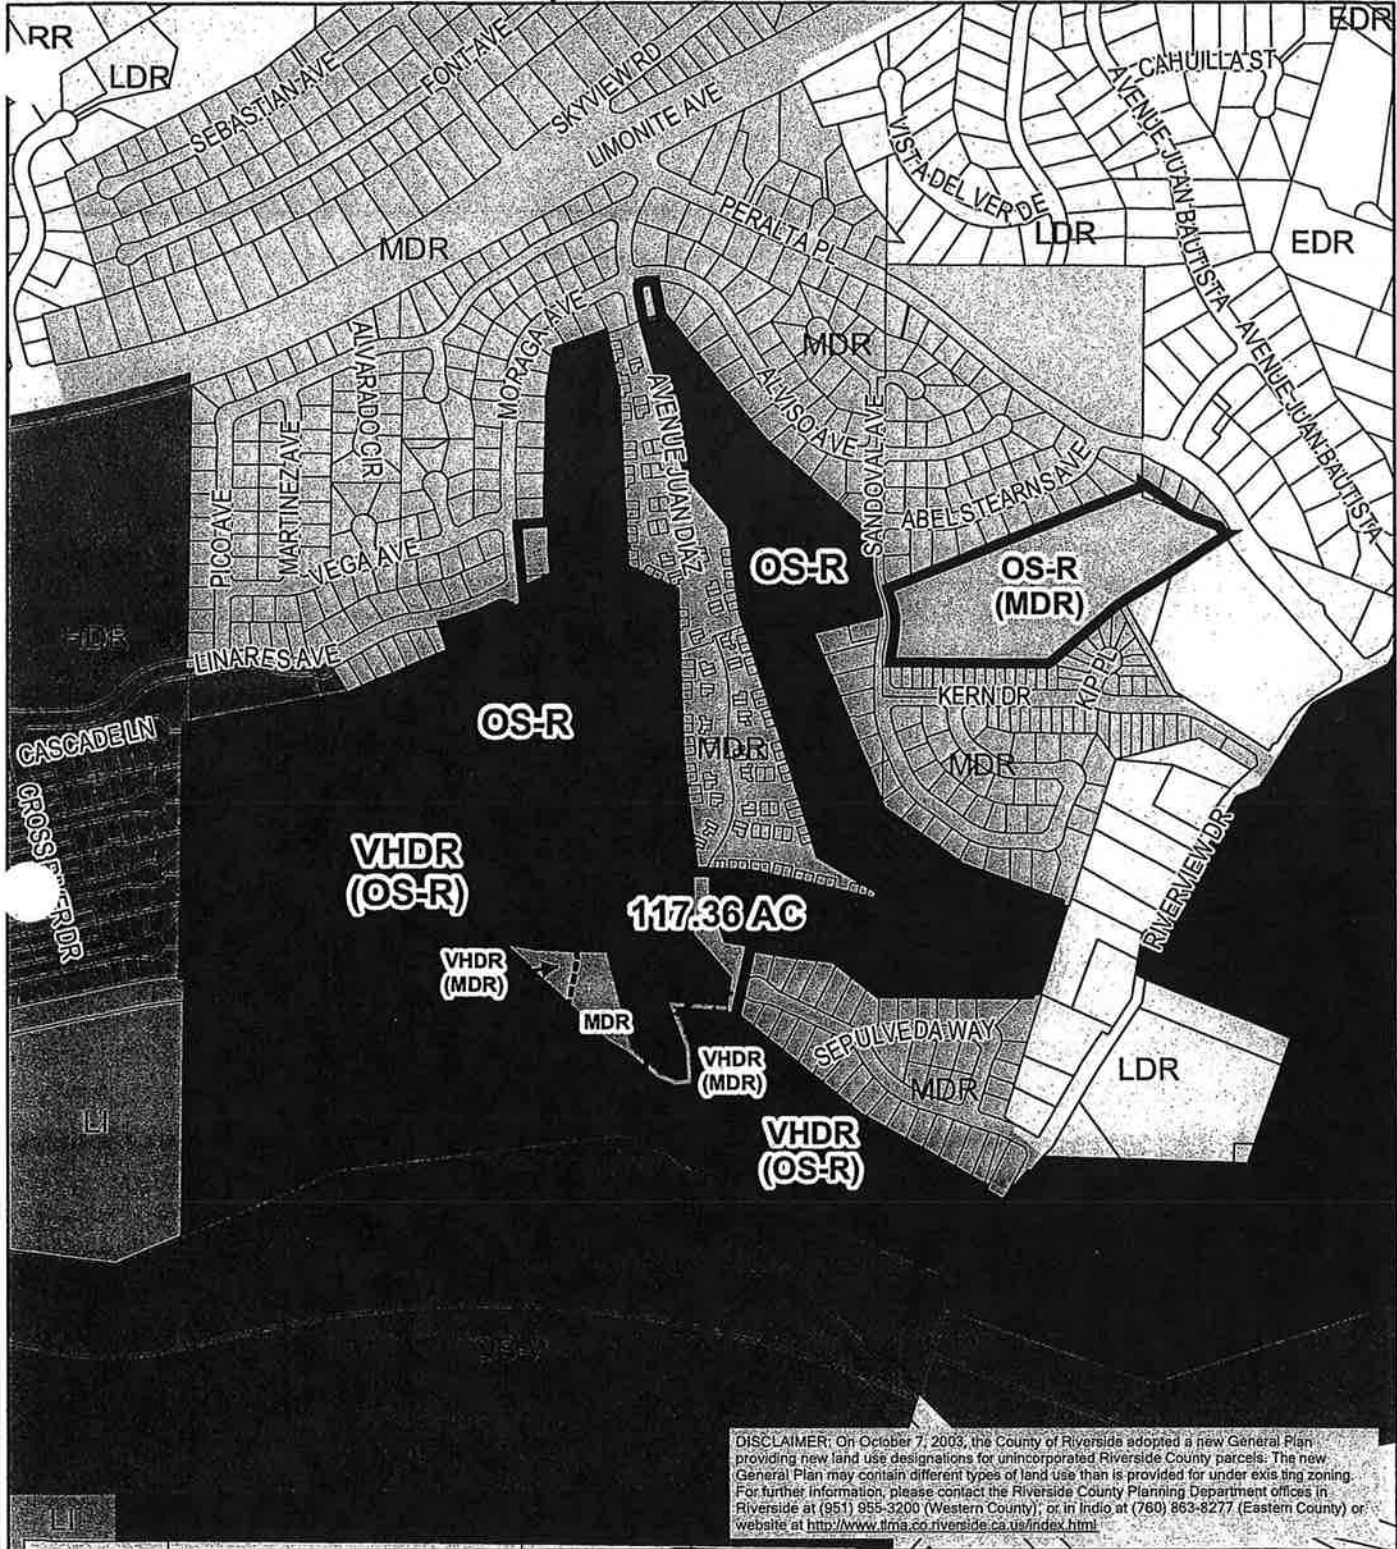 RR
LDR
EDR
SEBASTIAN AVE
FONT AVE
SKYVIEW RD
LIMONITE AVE
CAHUILLA ST
AVENUE JUAN BAUTISTA
AVENUE JUAN BAUTISTA
AVENUE JUAN BAUTISTA
VISTA DEL VERDE
LDR
EDR
MDR
PERALTA PL
MDR
ALVARADO CIR
MORAGA AVE
AVENUE JUAN DIAZ
ALVISO AVE
SANDOVAL AVE
ABEL STEARNS AVE
PICO AVE
MARTINEZ AVE
VEGA AVE
OS-R
OS-R
(MDR)
LINARES AVE
KERN DR
KIP PL
OS-R
CASCADE LN
MDR
MDR
VHDR
(OS-R)
117.36 AC
RIVERVIEW DR
VHDR
(MDR)
MDR
SEPULVEDA WAY
VHDR
(MDR)
MDR
LDR
LI
VHDR
(OS-R)
DISCLAIMER: On October 7, 2003, the County of Riverside adopted a new General Plan
providing new land use designations for unincorporated Riverside County parcels. The new
General Plan may contain different types of land use than is provided for under existing zoning.
For further information, please contact the Riverside County Planning Department offices in
Riverside at (951) 955-3200 (Western County), or in Indio at (760) 863-8277 (Eastern County) or
website at http://www.tlma.co.riverside.ca.us/index.html
LI